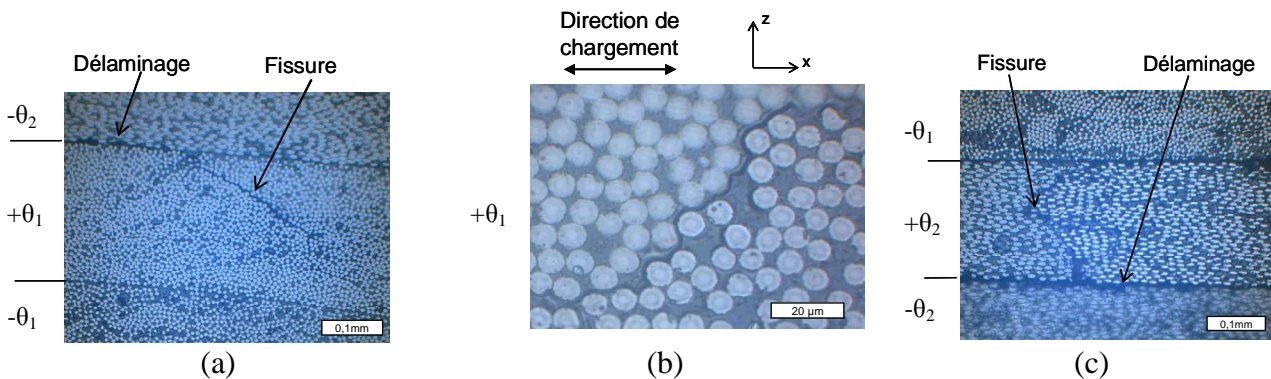 Délaminage
Fissure
-θ₂
+θ₁
-θ₁
0,1mm
(a)
Direction de
chargement
z
x
+θ₁
20 µm
(b)
Fissure
Délaminage
-θ₁
+θ₂
-θ₂
0,1mm
(c)